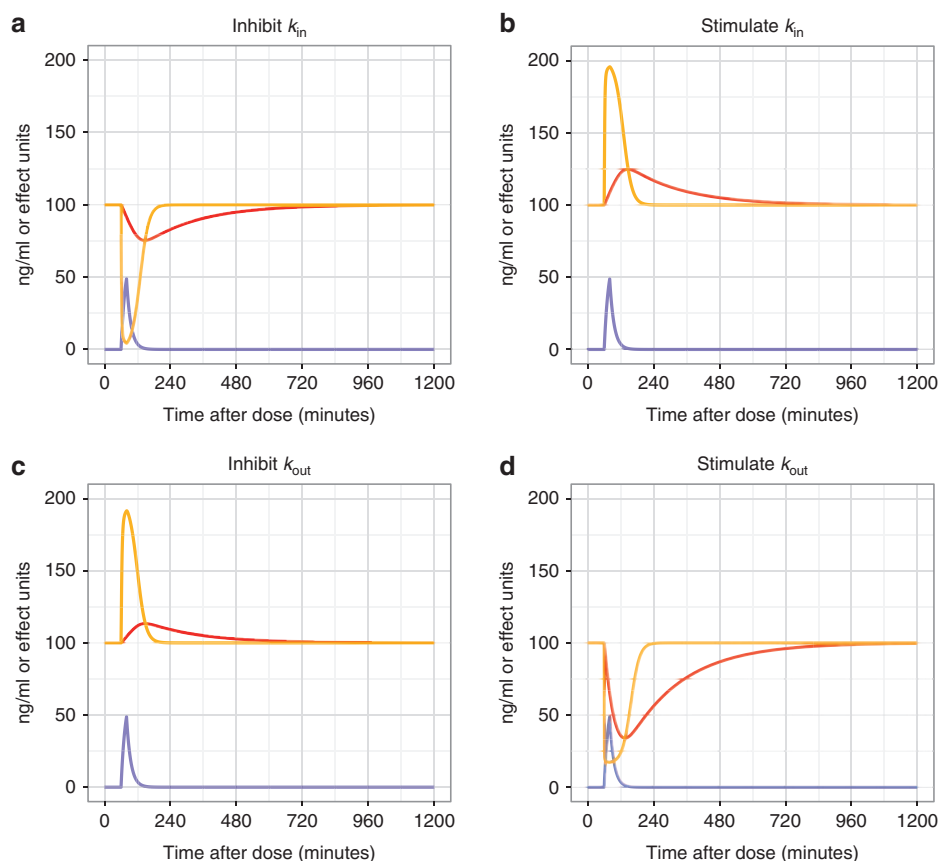 a
Inhibit kin
200
150
100
50
0
ng/ml or effect units
0 240 480 720 960 1200
Time after dose (minutes)
b
Stimulate kin
200
150
100
50
0
ng/ml or effect units
0 240 480 720 960 1200
Time after dose (minutes)
c
Inhibit kout
200
150
100
50
0
ng/ml or effect units
0 240 480 720 960 1200
Time after dose (minutes)
d
Stimulate kout
200
150
100
50
0
ng/ml or effect units
0 240 480 720 960 1200
Time after dose (minutes)